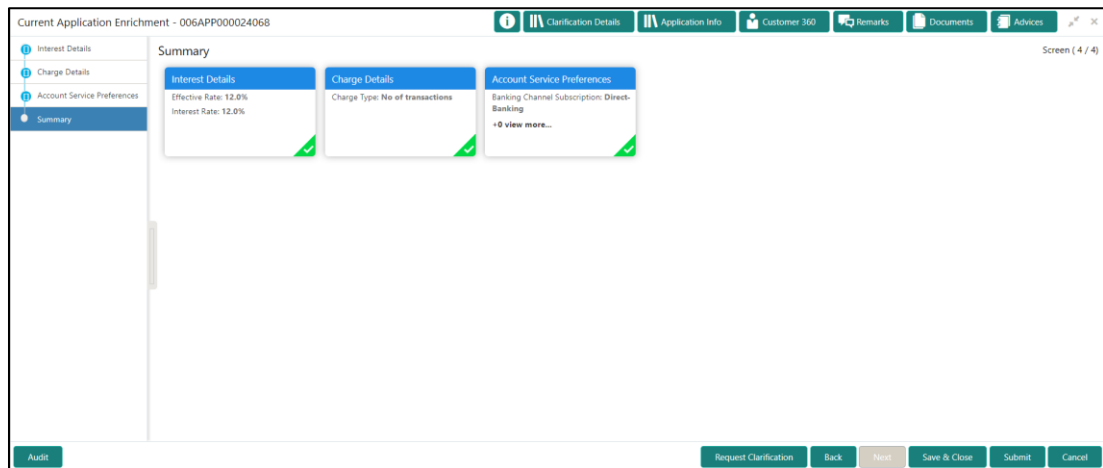 Current Application Enrichment - 006APP000024068
Clarification Details
Application Info
Customer 360
Remarks
Documents
Advices
Interest Details
Charge Details
Account Service Preferences
Summary
Summary
Screen ( 4 / 4)
Interest Details
Effective Rate: 12.0%
Interest Rate: 12.0%
Charge Details
Charge Type: No of transactions
Account Service Preferences
Banking Channel Subscription: Direct-
Banking
+0 view more...
Audit
Request Clarification
Back
Next
Save & Close
Submit
Cancel